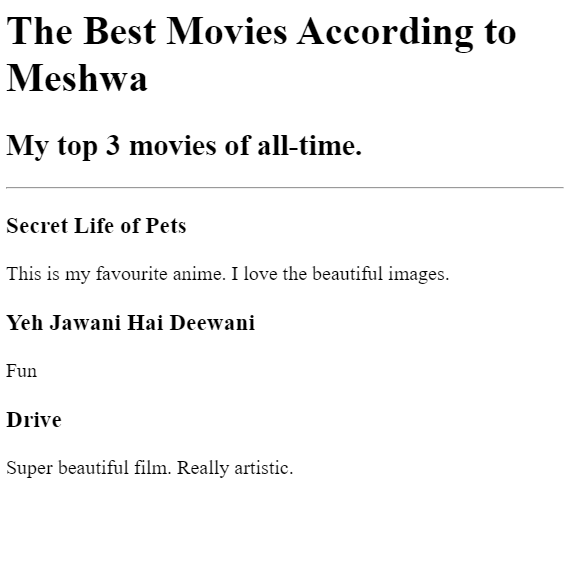 The Best Movies According to
Meshwa
My top 3 movies of all-time.
Secret Life of Pets
This is my favourite anime. I love the beautiful images.
Yeh Jawani Hai Deewani
Fun
Drive
Super beautiful film. Really artistic.